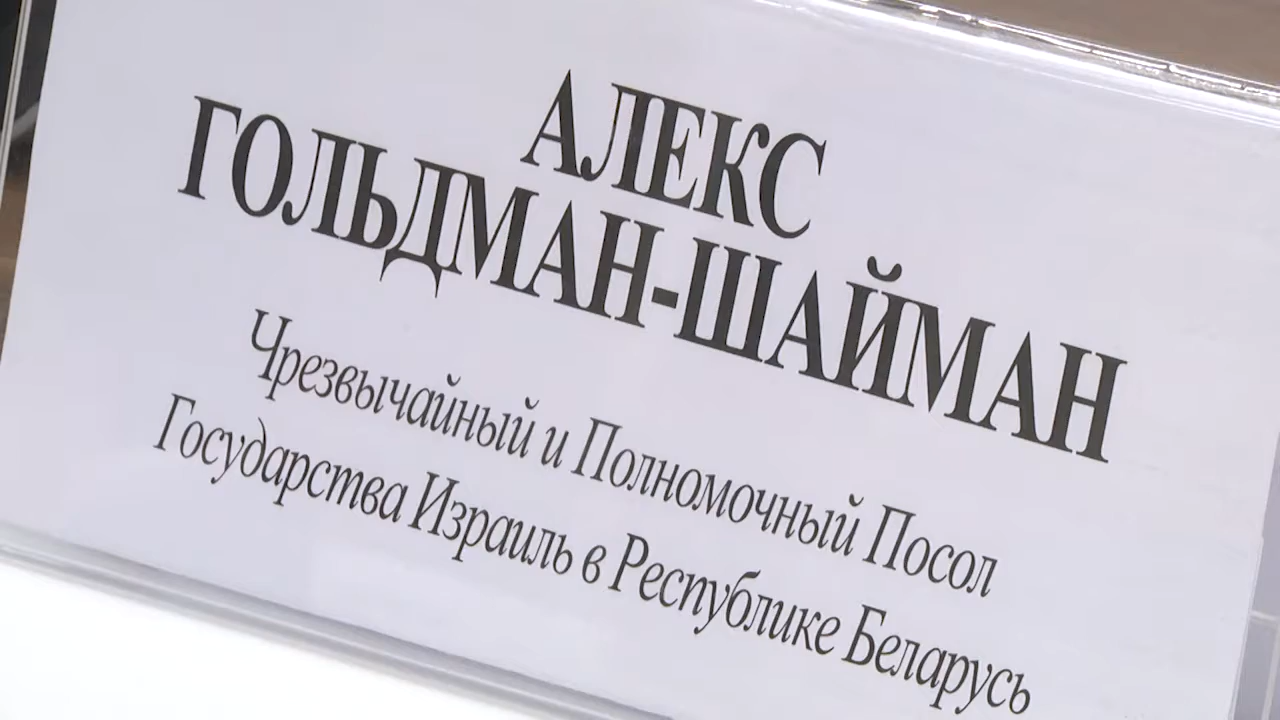 АЛЕКС
ГОЛЬДМАН-ШАЙМАН
Чрезвычайный и Полномочный Посол
Государства Израиль в Республике Беларусь